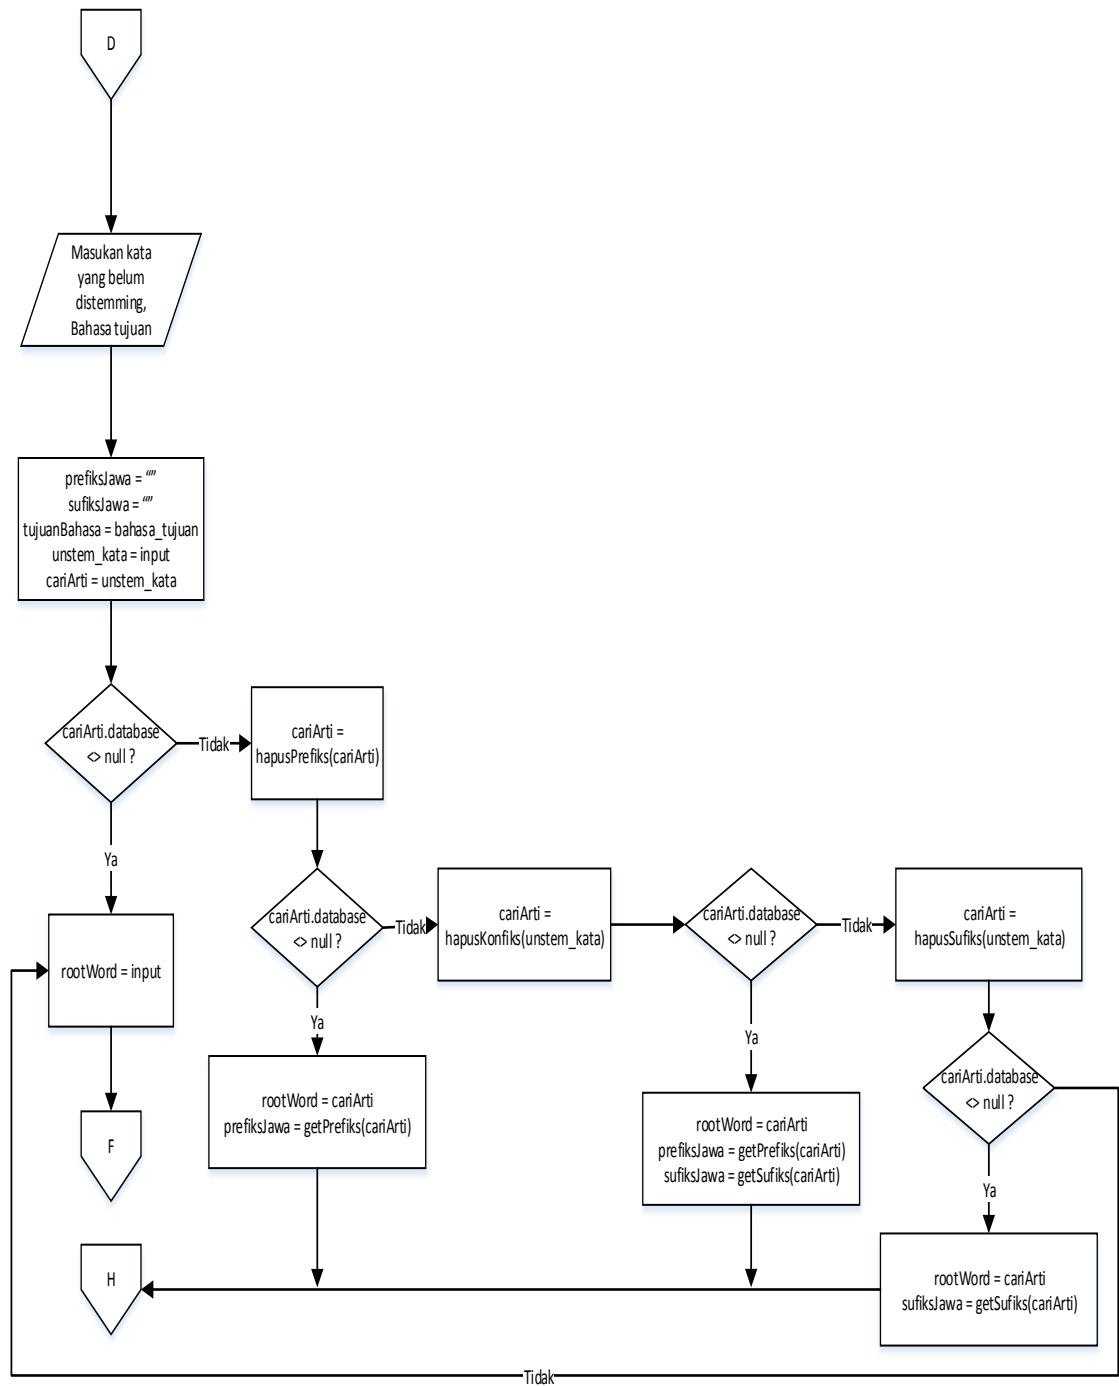 D
Masukan kata
yang belum
distemming,
Bahasa tujuan
prefiksJawa = “”
sufiksJawa = “”
tujuanBahasa = bahasa_tujuan
unstem_kata = input
cariArti = unstem_kata
cariArti.database
<> null ?
Tidak
cariArti =
hapusPrefiks(cariArti)
Ya
cariArti.database
<> null ?
Tidak
cariArti =
hapusKonfiks(unstem_kata)
cariArti.database
<> null ?
Tidak
cariArti =
hapusSufiks(unstem_kata)
rootWord = input
Ya
Ya
cariArti.database
<> null ?
rootWord = cariArti
prefiksJawa = getPrefiks(cariArti)
rootWord = cariArti
prefiksJawa = getPrefiks(cariArti)
sufiksJawa = getSufiks(cariArti)
F
Ya
H
rootWord = cariArti
sufiksJawa = getSufiks(cariArti)
Tidak